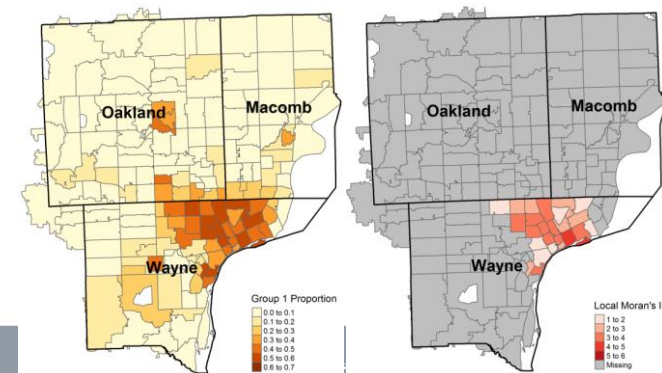 Oakland
Macomb
Wayne
Group 1 Proportion
0.0 to 0.1
0.1 to 0.2
0.2 to 0.3
0.3 to 0.4
0.4 to 0.5
0.5 to 0.6
0.6 to 0.7
Oakland
Macomb
Wayne
Local Moran's I
1 to 2
2 to 3
3 to 4
4 to 5
5 to 6
Missing